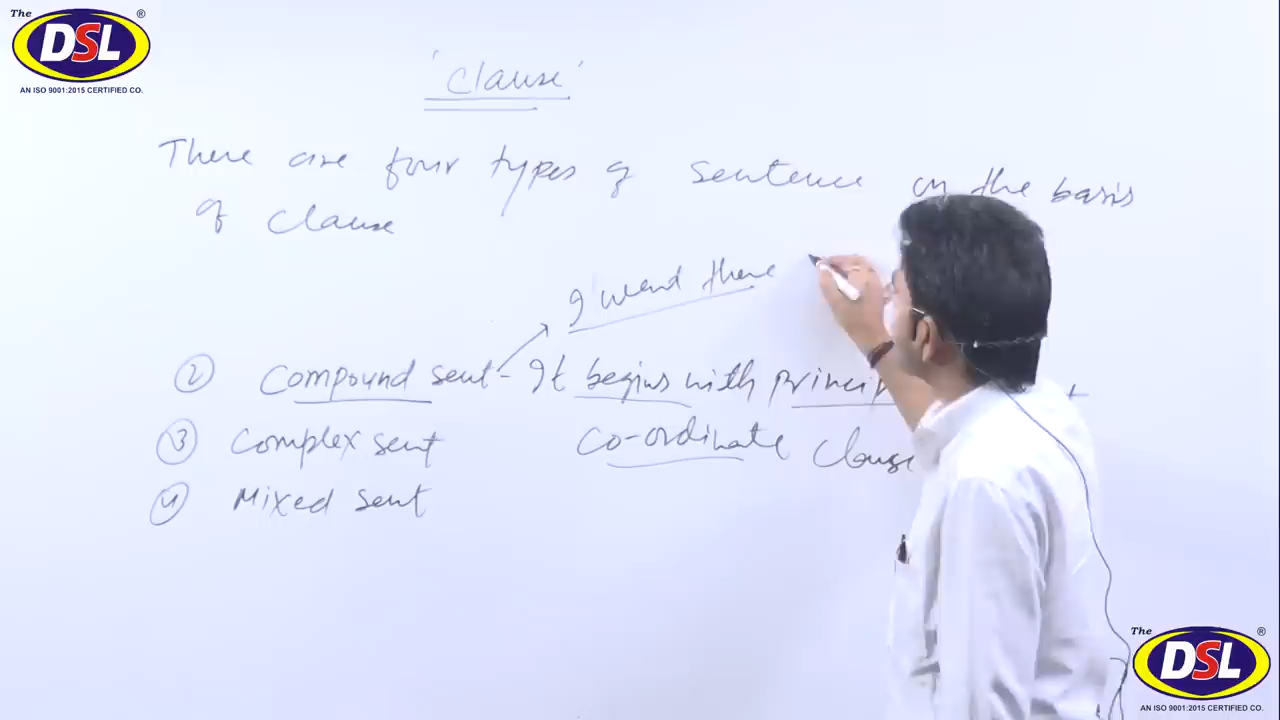 The
DSL
®
AN ISO 9001:2015 CERTIFIED CO.
'Clause'
There are four types of sentence on the basis
of clause
I went there
② Compound sent - It begins with princip +
③ Complex sent co-ordinate clause
④ Mixed sent
The
DSL
®
AN ISO 9001:2015 CERTIFIED CO.